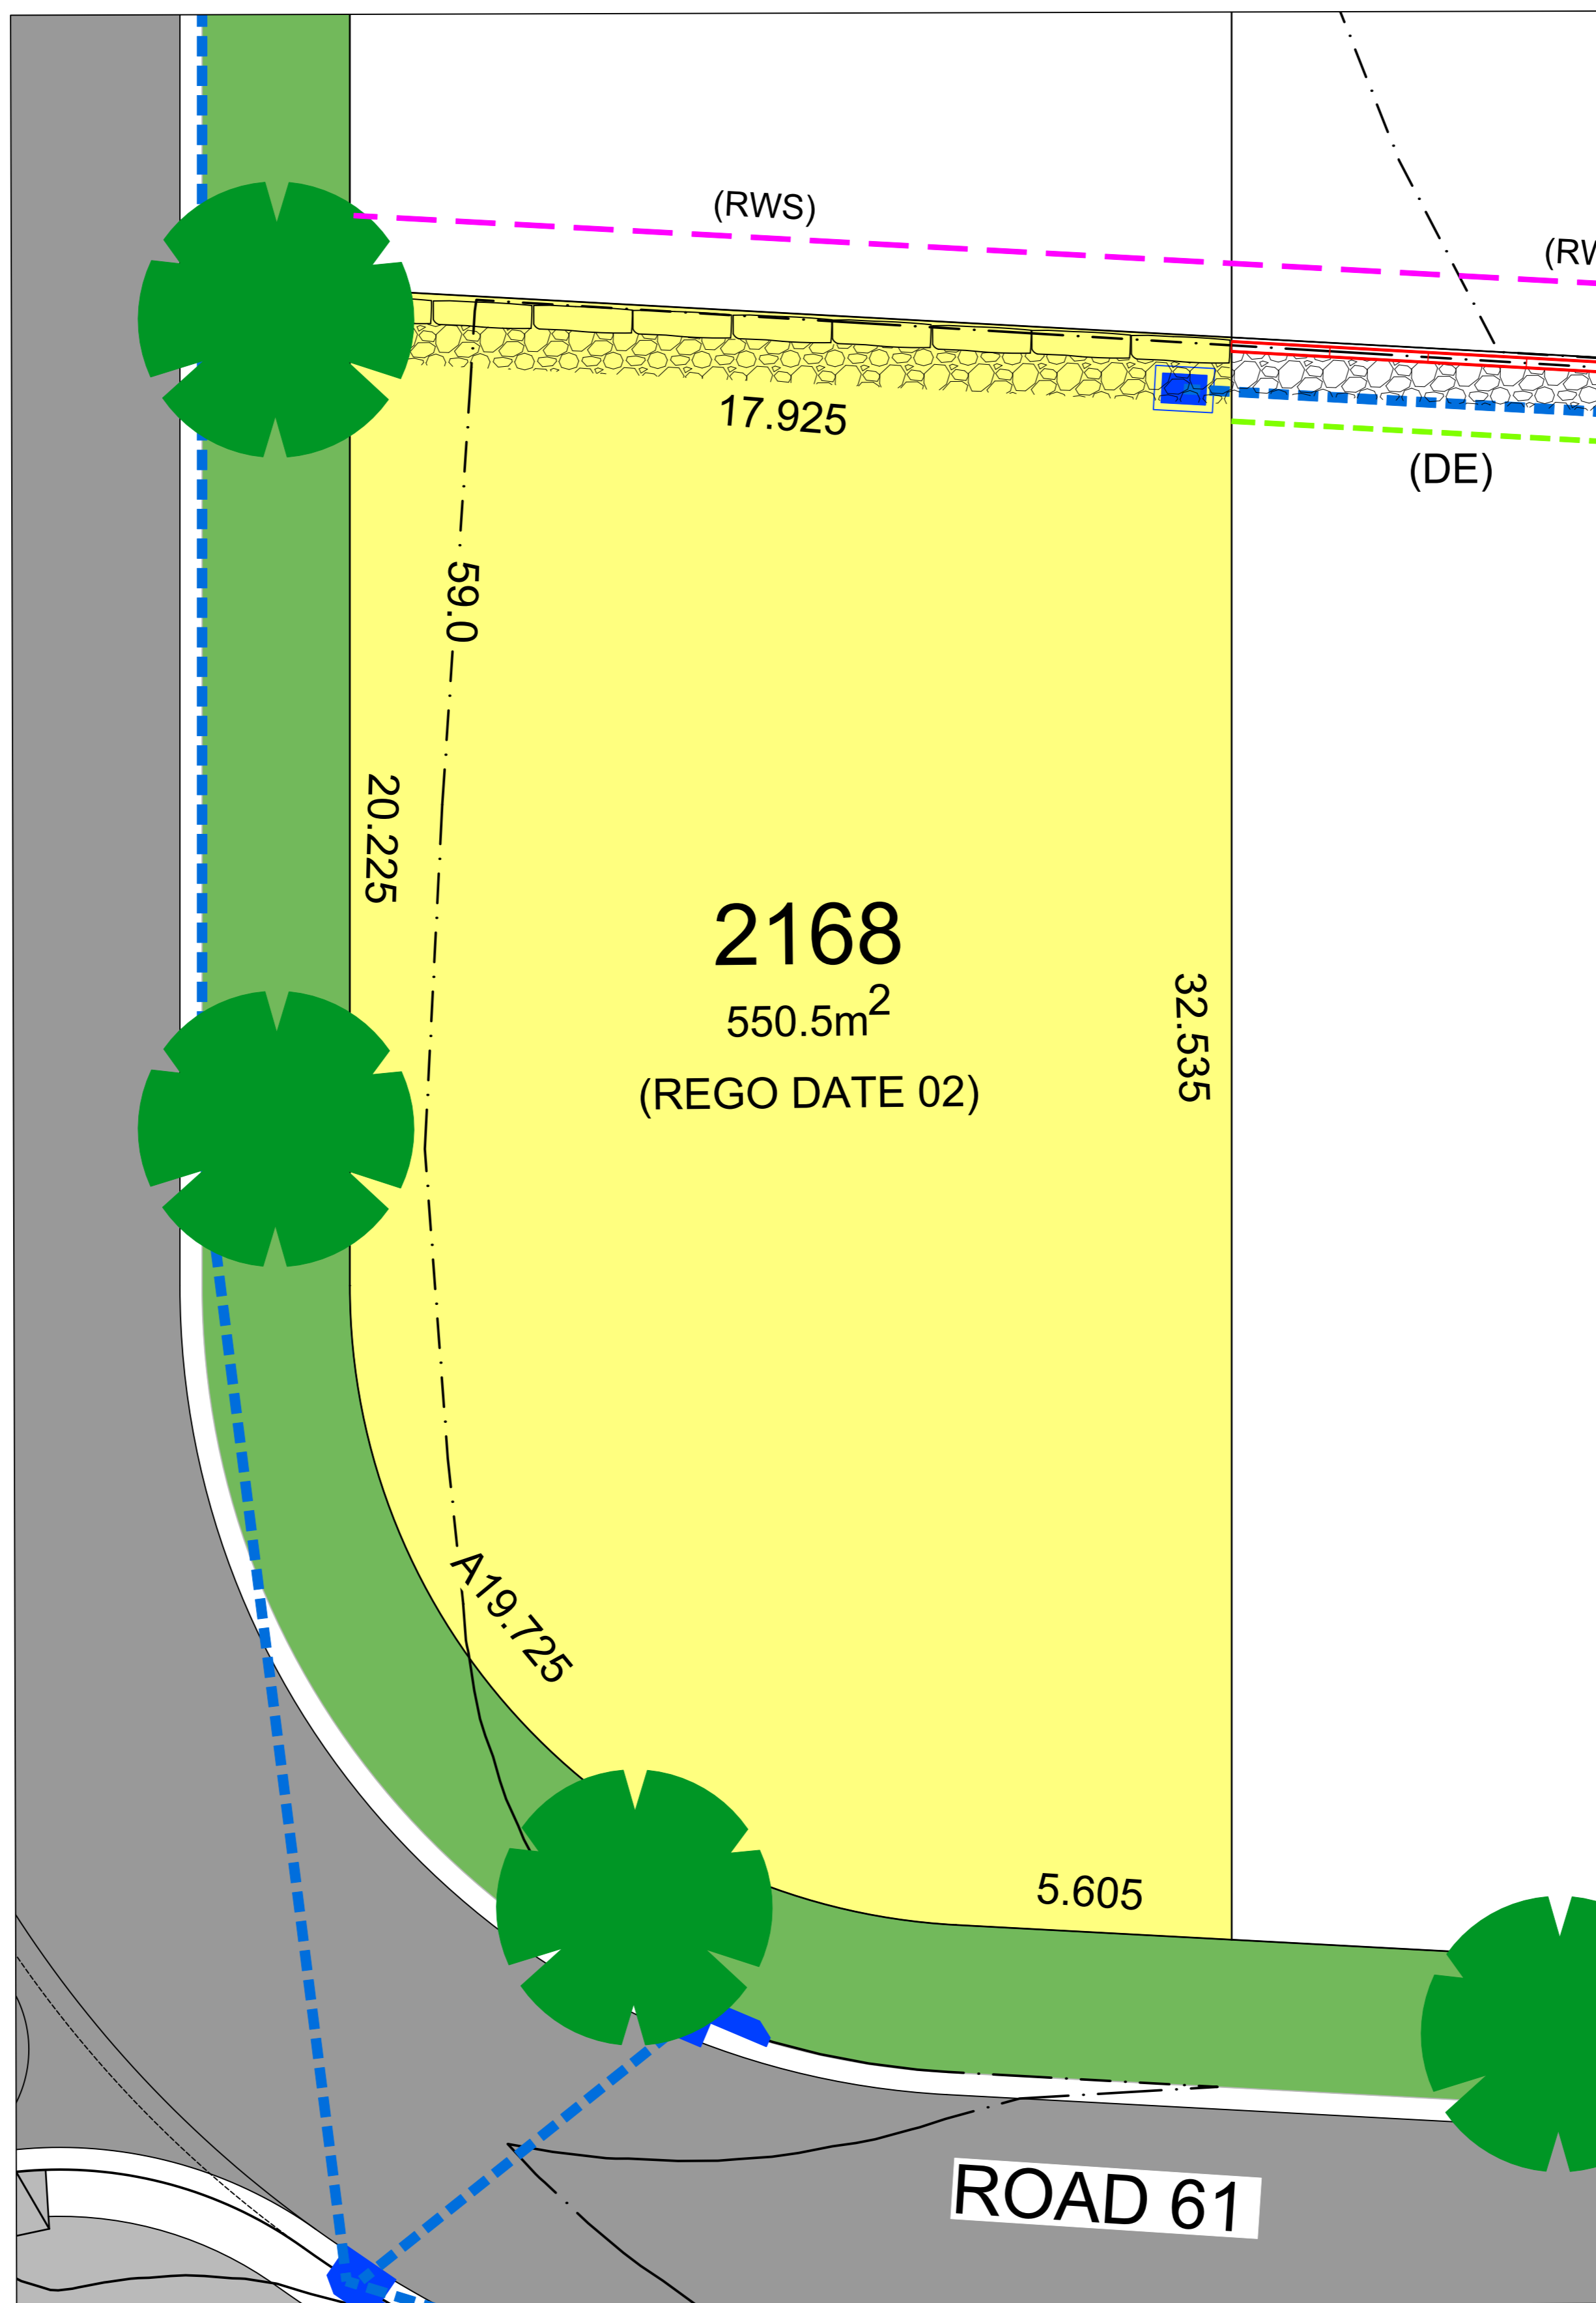 (RWS)
(RW
17.925
(DE)
59.0
20.225
2168
550.5m²
(REGO DATE 02)
32.535
A19.725
5.605
ROAD 61